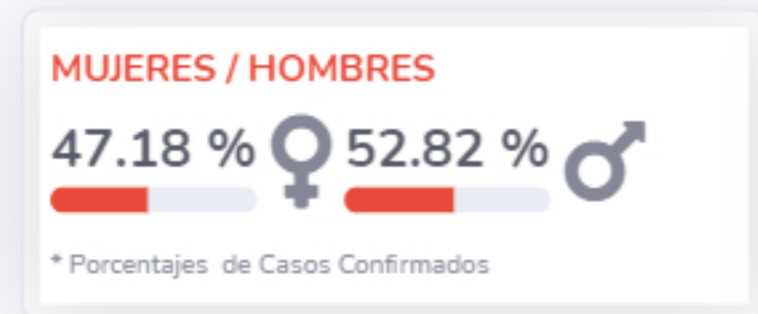 MUJERES / HOMBRES
47.18 % 52.82 %
* Porcentajes de Casos Confirmados